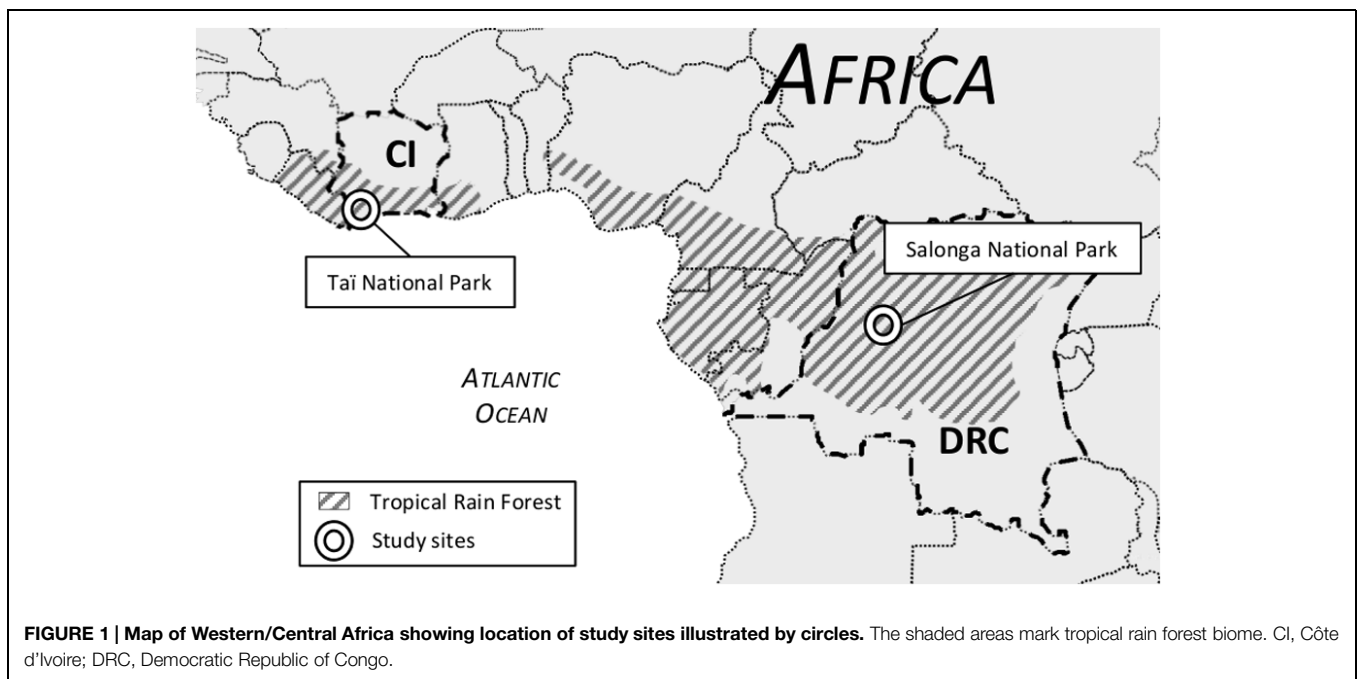 AFRICA
CI
Taï National Park
Salonga National Park
ATLANTIC
OCEAN
DRC
Tropical Rain Forest
Study sites
FIGURE 1 | Map of Western/Central Africa showing location of study sites illustrated by circles. The shaded areas mark tropical rain forest biome. CI, Côte
d'Ivoire; DRC, Democratic Republic of Congo.